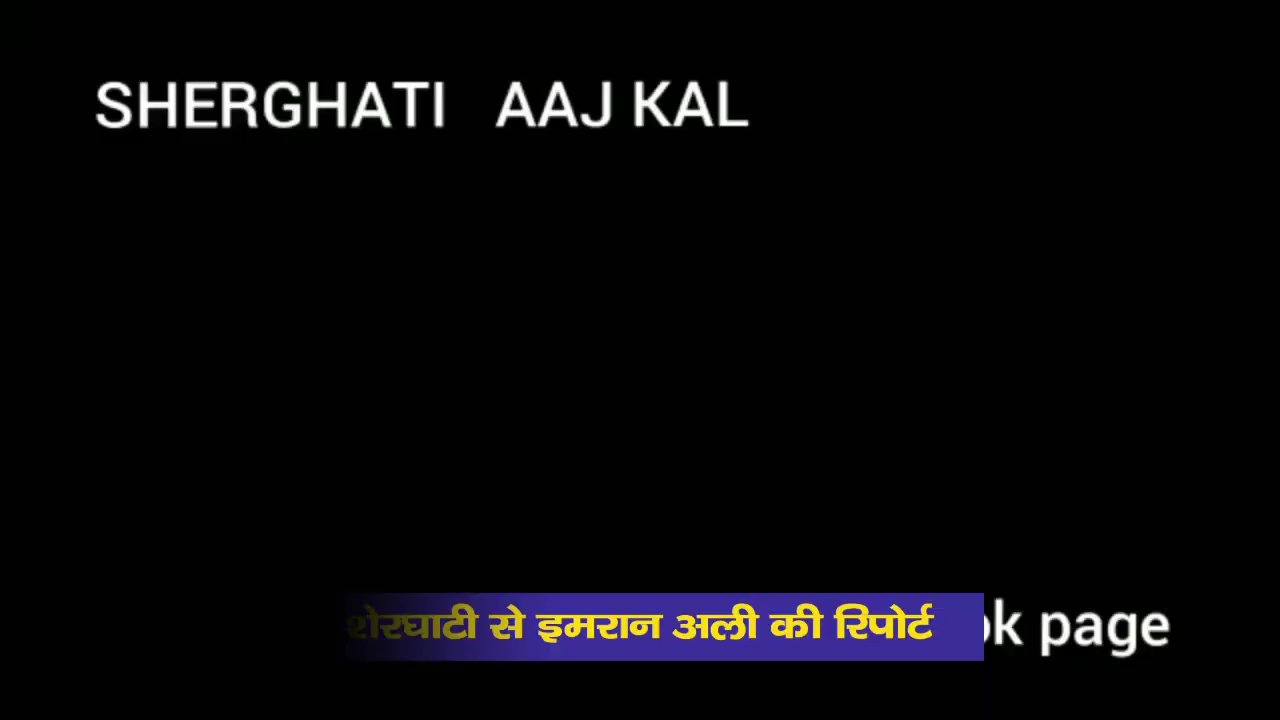 SHERGHATI AAJ KAL
शेरघाटी से इमरान अली की रिपोर्ट
page